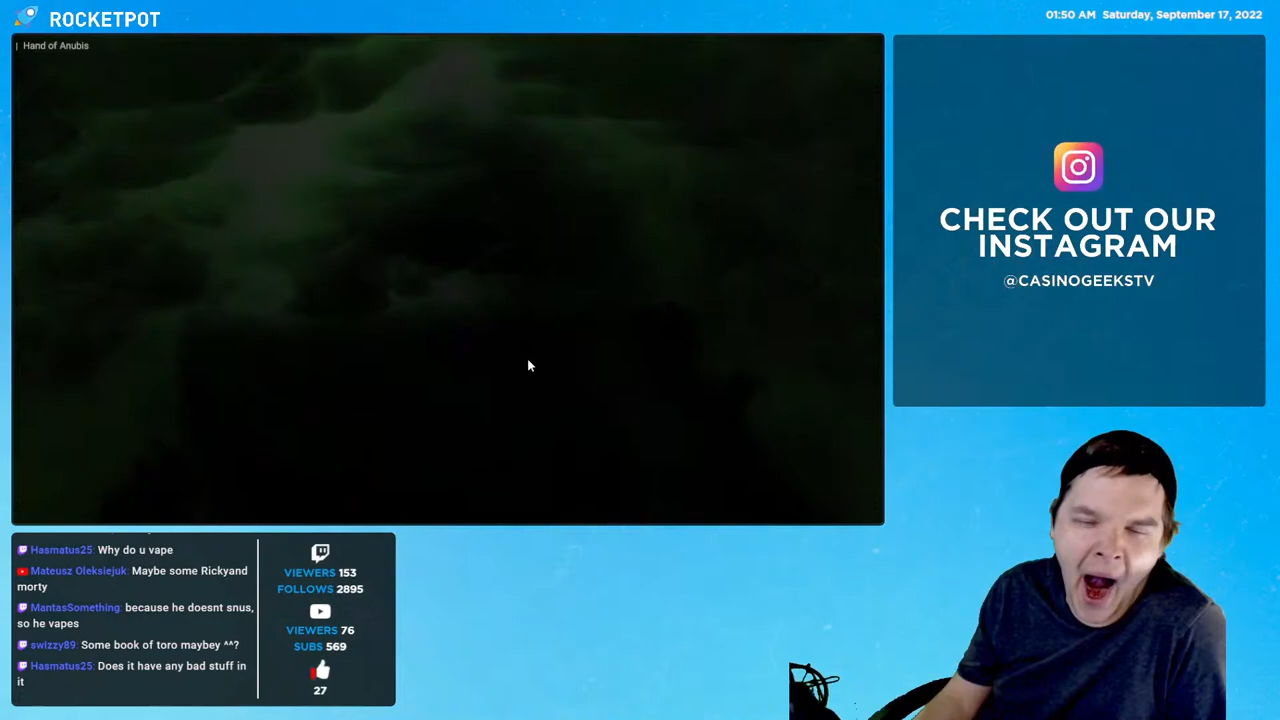 ROCKETPOT
01:50 AM Saturday, September 17, 2022
| Hand of Anubis
CHECK OUT OUR
INSTAGRAM
@CASINOGEEKSTV
Hasmatus25: Why do u vape
Mateusz Oleksiejuk: Maybe some Rickyand
morty
MantasSomething: because he doesnt snus,
so he vapes
swizzy89: Some book of toro maybey ^^?
Hasmatus25: Does it have any bad stuff in
it
VIEWERS 153
FOLLOWS 2895
VIEWERS 76
SUBS 569
27